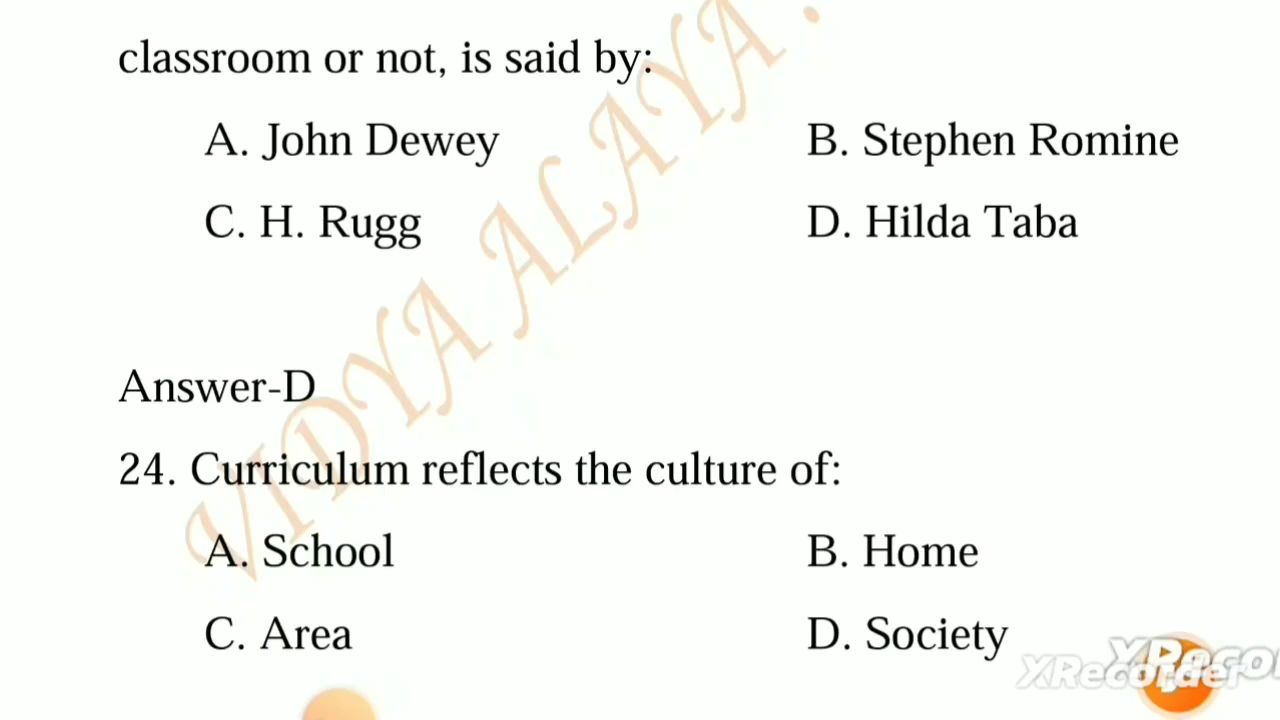 classroom or not, is said by:
A. John Dewey B. Stephen Romine
C. H. Rugg D. Hilda Taba
Answer-D
24. Curriculum reflects the culture of:
A. School B. Home
C. Area D. Society
VIDYA ALAYA.
XRecorder